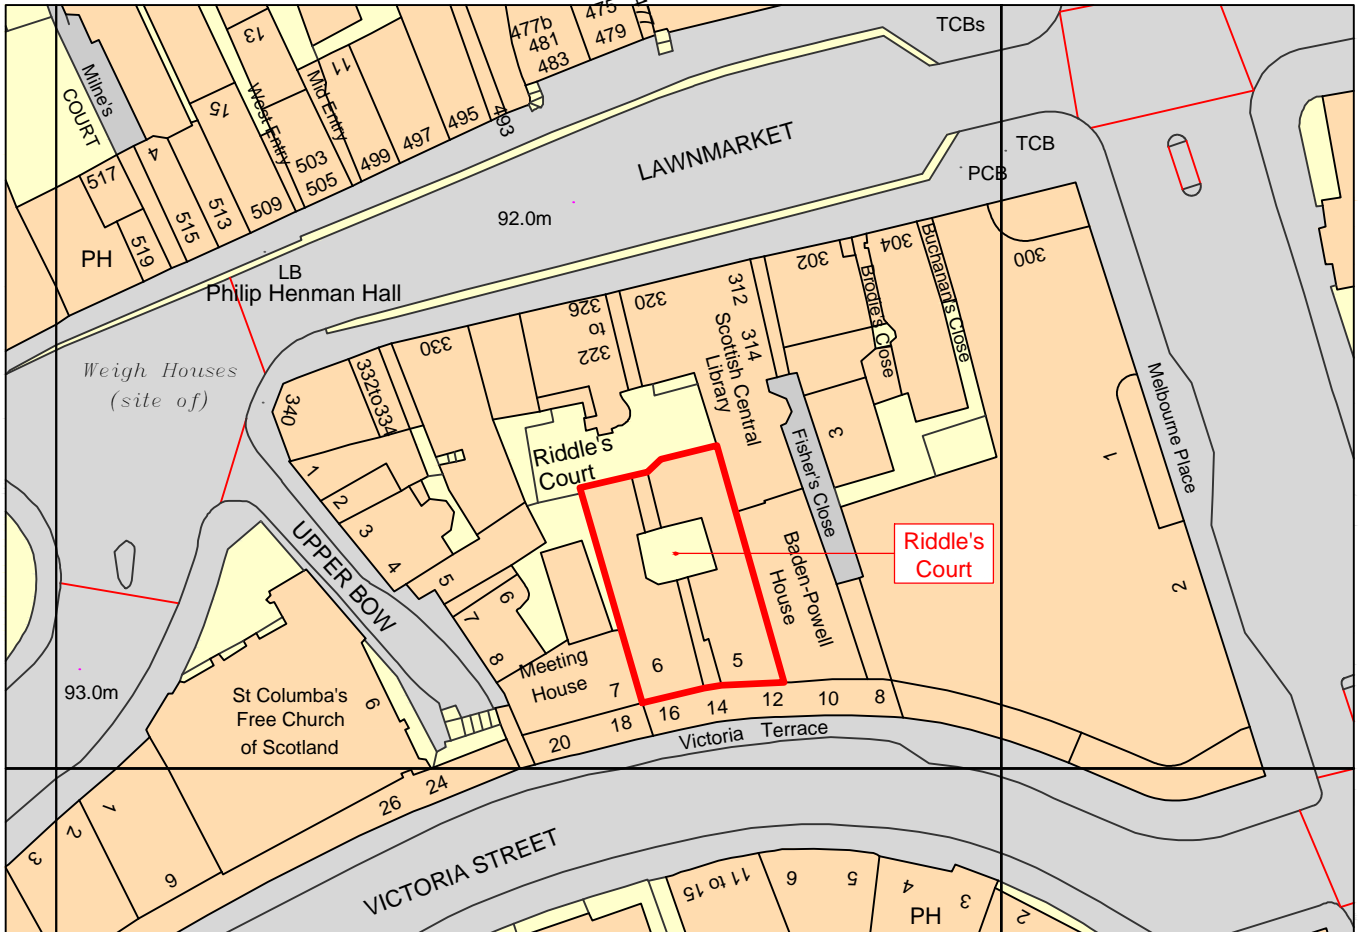 477b
481
483
475
479
477
TCBs
13
11
Milne's
COURT
West Entry
Mid Entry
15
4
517
519
515
513
509
503
505
499
497
495
493
PH
LAWNMARKET
TCB
PCB
92.0m
LB
Philip Henman Hall
Weigh Houses
(site of)
340
332to334
330
326
to
322
320
312
314
Scottish Central
Library
302
304
Brodie's Close
Buchanan's Close
300
Melbourne Place
1
2
3
Fisher's Close
Riddle's
Court
Riddle's
Court
Baden-Powell
House
1
2
3
4
5
6
7
8
UPPER BOW
Meeting
House
7
6
5
20
18
16
14
12
10
8
Victoria Terrace
93.0m
St Columba's
Free Church
of Scotland
6
26
24
1
2
3
6
VICTORIA STREET
11 to 15
6
5
4
3
2
PH